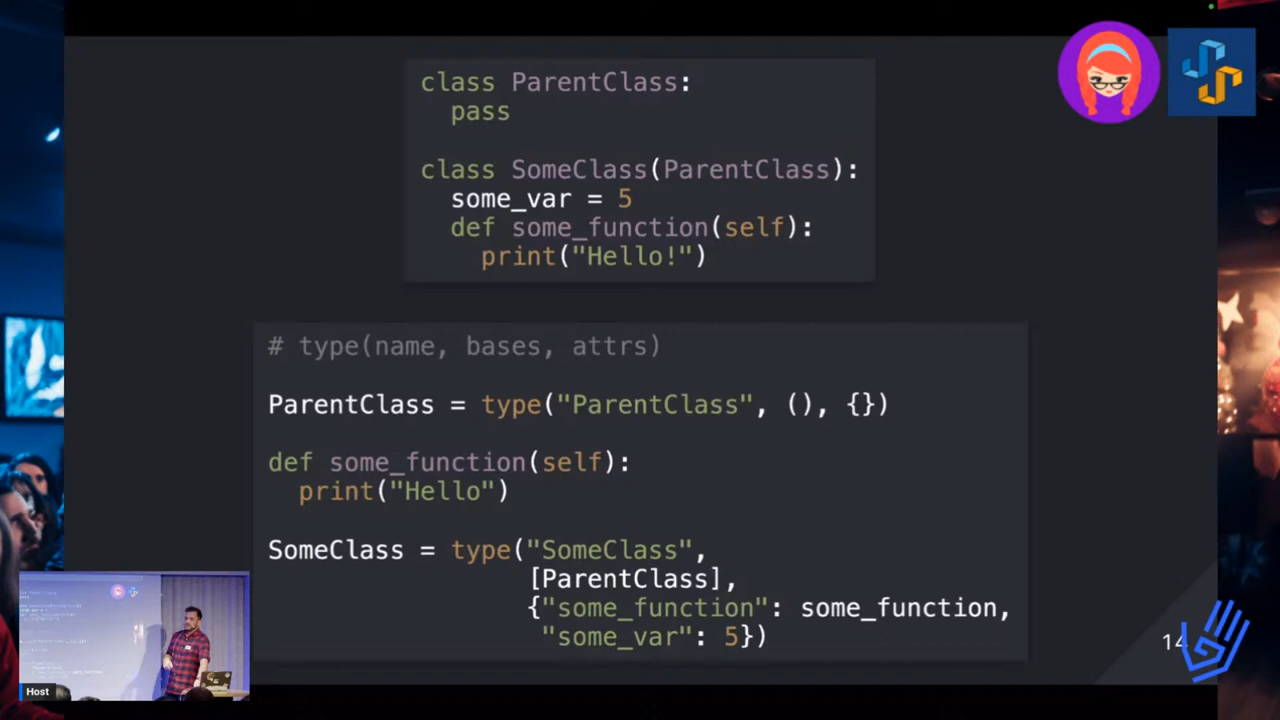 class ParentClass:
  pass
class SomeClass(ParentClass):
  some_var = 5
  def some_function(self):
    print("Hello!")
# type(name, bases, attrs)
ParentClass = type("ParentClass", (), {})
def some_function(self):
  print("Hello")
SomeClass = type("SomeClass",
                 [ParentClass],
                 {"some_function": some_function,
                  "some_var": 5})
14
Host